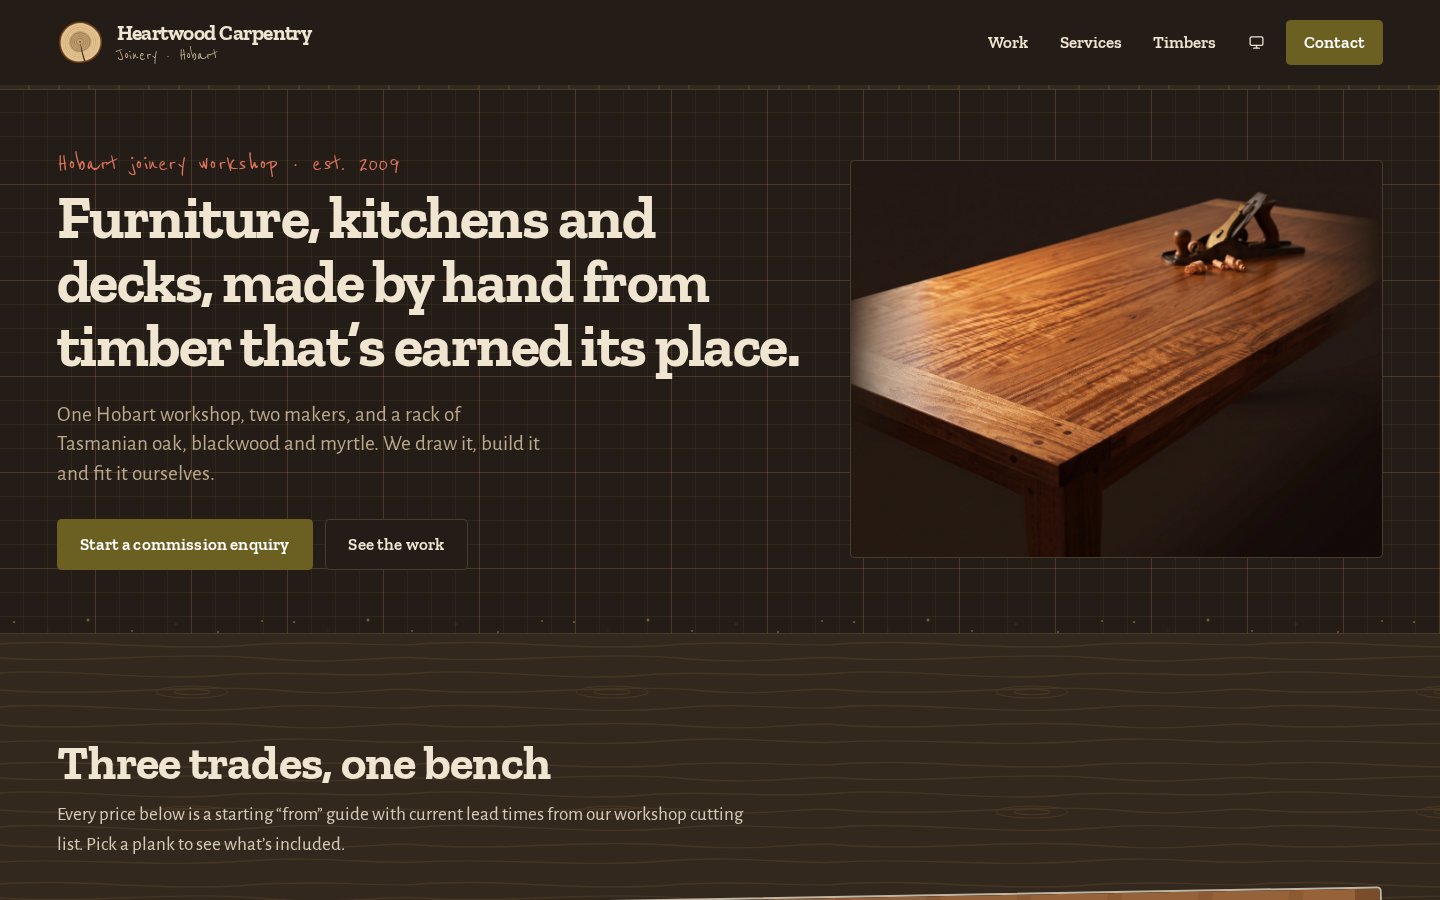 Heartwood Carpentry
Joinery · Hobart
Work
Services
Timbers
Contact
Hobart joinery workshop · est. 2009
Furniture, kitchens and
decks, made by hand from
timber that’s earned its place.
One Hobart workshop, two makers, and a rack of
Tasmanian oak, blackwood and myrtle. We draw it, build it
and fit it ourselves.
Start a commission enquiry
See the work
Three trades, one bench
Every price below is a starting “from” guide with current lead times from our workshop cutting
list. Pick a plank to see what’s included.